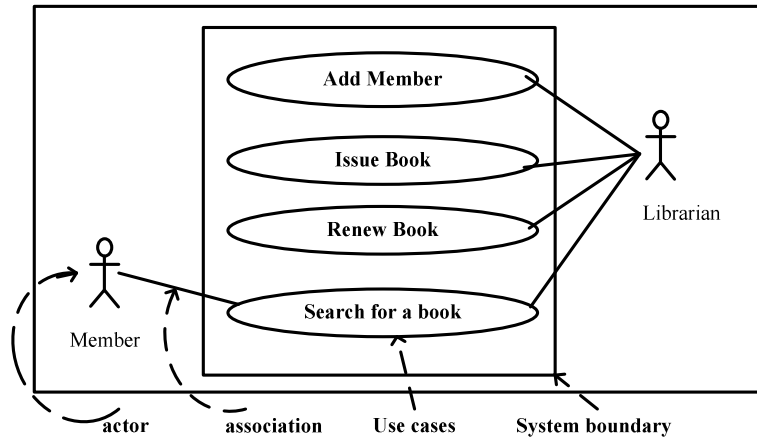 Add Member
Issue Book
Librarian
Renew Book
Search for a book
Member
actor
association
Use cases
System boundary